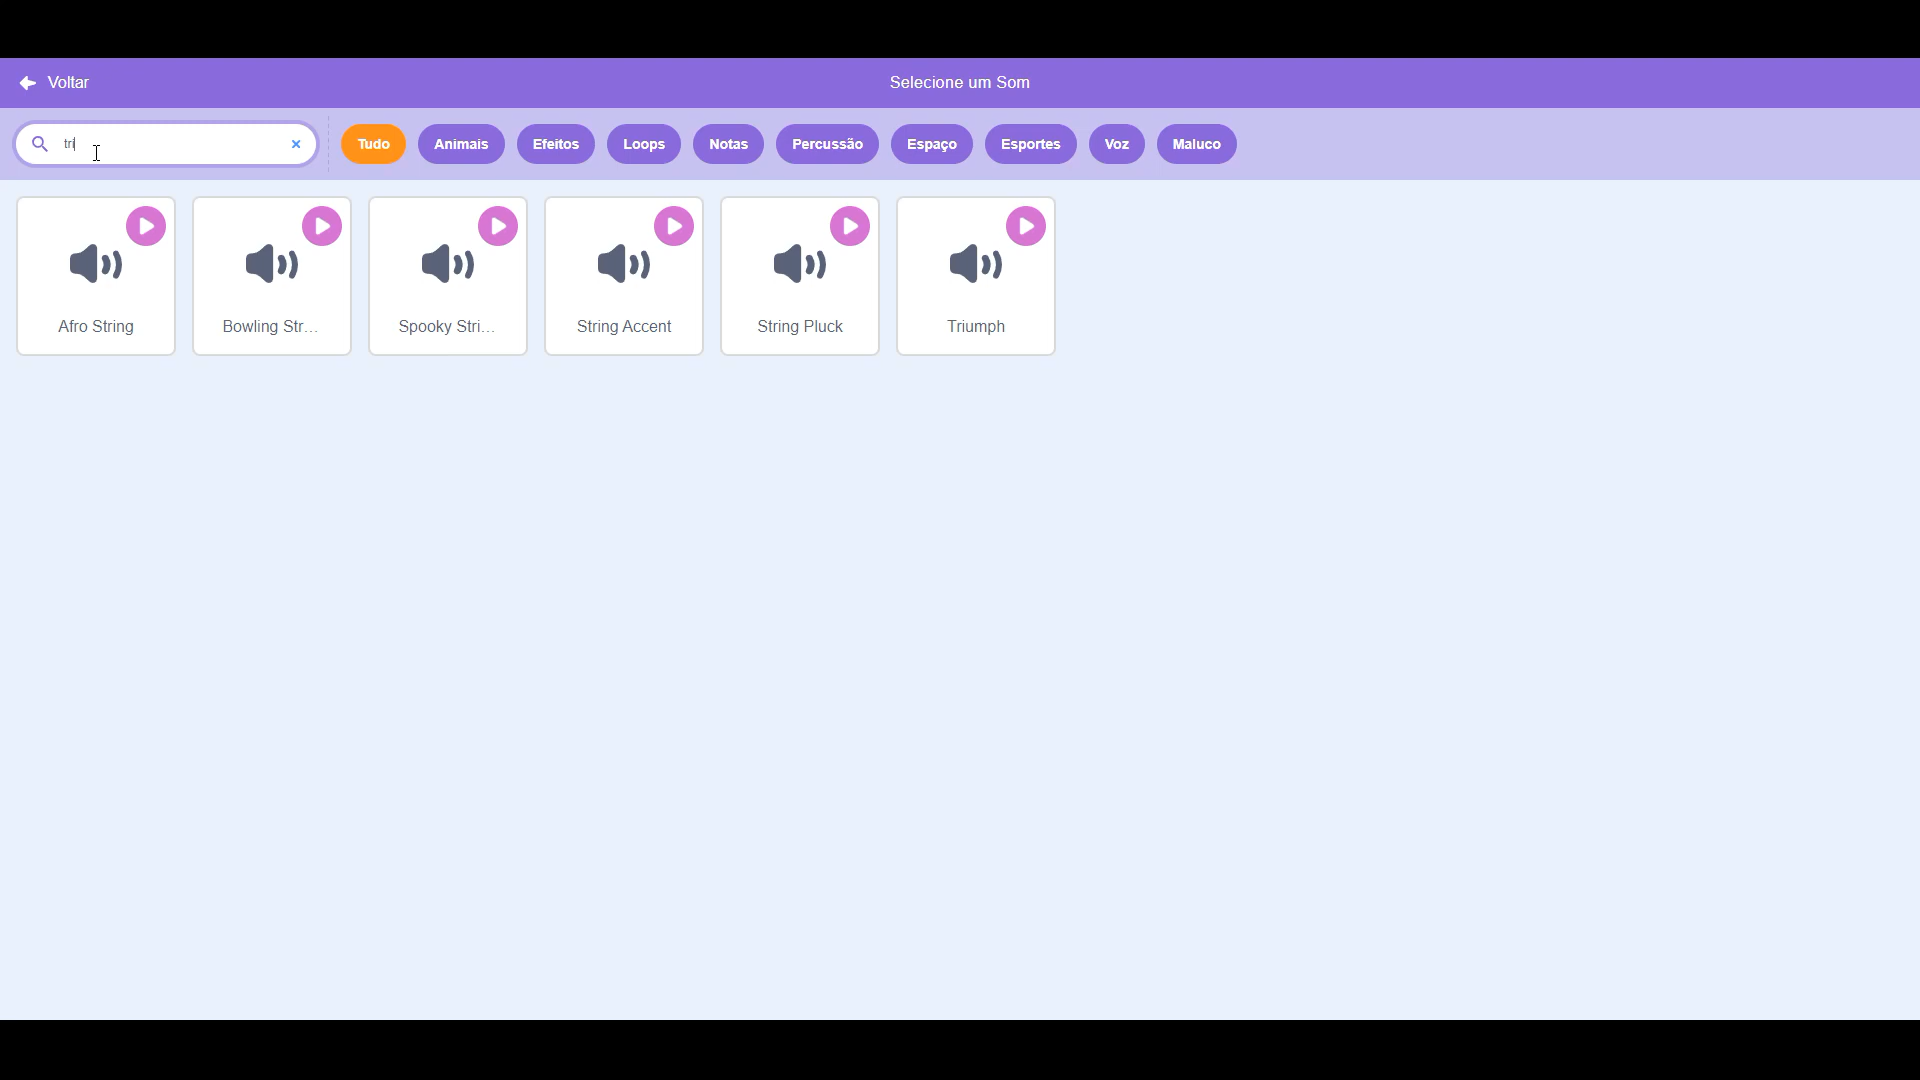 Voltar
Selecione um Som
tri
Tudo
Animais
Efeitos
Loops
Notas
Percussão
Espaço
Esportes
Voz
Maluco
Afro String
Bowling Str...
Spooky Stri...
String Accent
String Pluck
Triumph